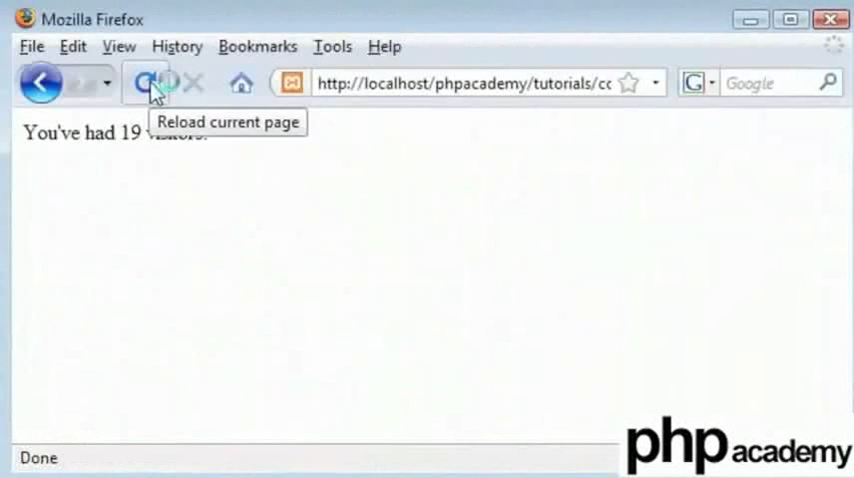 Mozilla Firefox
File Edit View History Bookmarks Tools Help
http://localhost/phpacademy/tutorials/cc
G Google
Reload current page
You've had 19 visitors.
Done
php academy